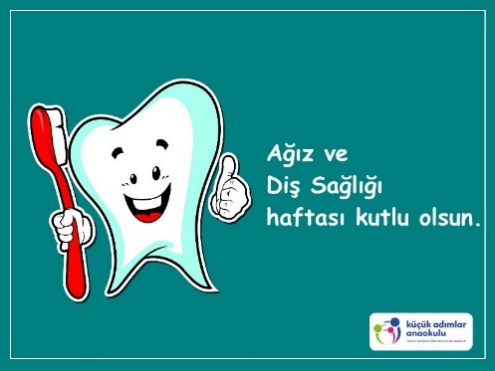 Ağız ve
Diş Sağlığı
haftası kutlu olsun.
küçük adımlar
anaokulu